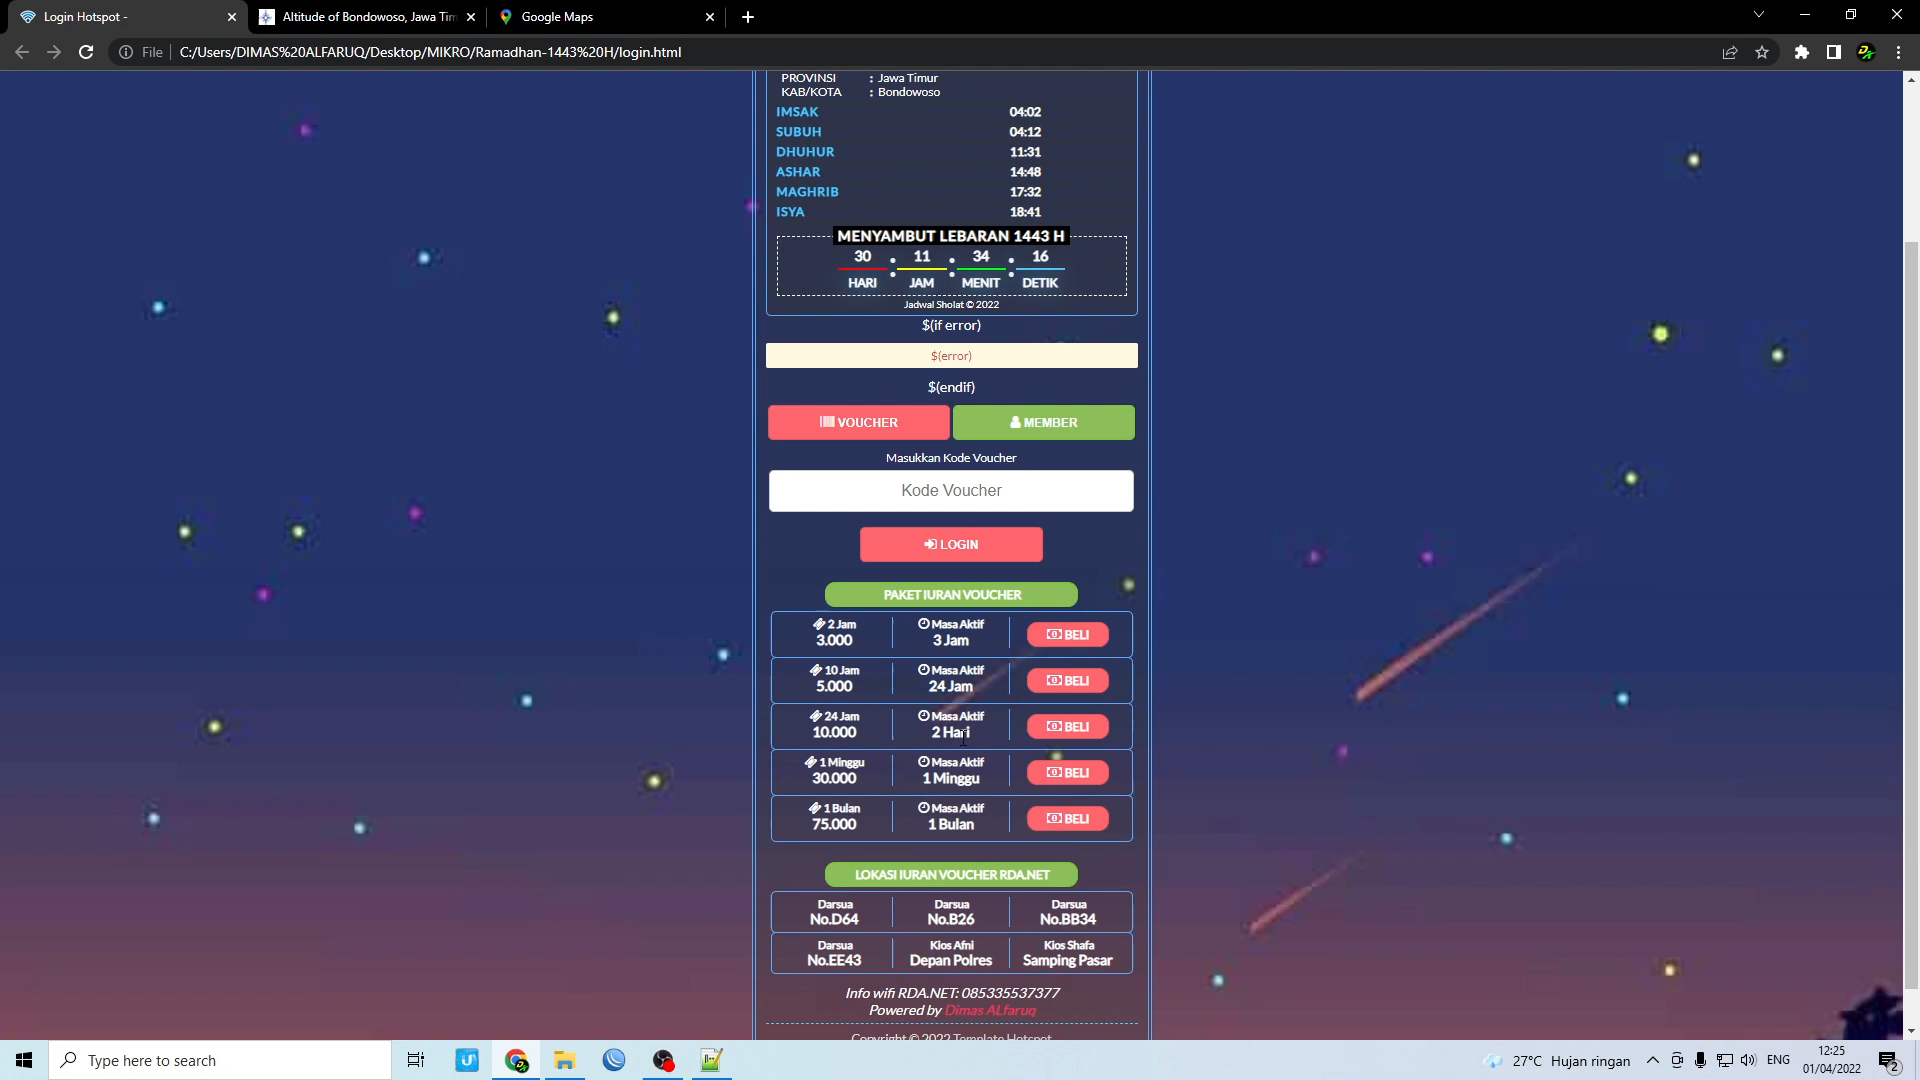 Login Hotspot -
Altitude of Bondowoso, Jawa Tim
Google Maps
File
C:/Users/DIMAS%20ALFARUQ/Desktop/MIKRO/Ramadhan-1443%20H/login.html
PROVINSI : Jawa Timur
KAB/KOTA : Bondowoso
IMSAK 04:02
SUBUH 04:12
DHUHUR 11:31
ASHAR 14:48
MAGHRIB 17:32
ISYA 18:41
MENYAMBUT LEBARAN 1443 H
30 : 11 : 34 : 16
HARI JAM MENIT DETIK
Jadwal Sholat © 2022
$(if error)
$(error)
$(endif)
VOUCHER MEMBER
Masukkan Kode Voucher
Kode Voucher
LOGIN
PAKET IURAN VOUCHER
2 Jam Masa Aktif
3.000 3 Jam BELI
10 Jam Masa Aktif
5.000 24 Jam BELI
24 Jam Masa Aktif
10.000 2 Hari BELI
1 Minggu Masa Aktif
30.000 1 Minggu BELI
1 Bulan Masa Aktif
75.000 1 Bulan BELI
LOKASI IURAN VOUCHER RDA.NET
Darsua Darsua Darsua
No.D64 No.B26 No.BB34
Darsua Kios Afni Kios Shafa
No.EE43 Depan Polres Samping Pasar
Info wifi RDA.NET: 085335537377
Powered by Dimas ALfaruq
Copyright © 2022 Template Hotspot
Type here to search
27°C Hujan ringan
ENG
12:25
01/04/2022
2